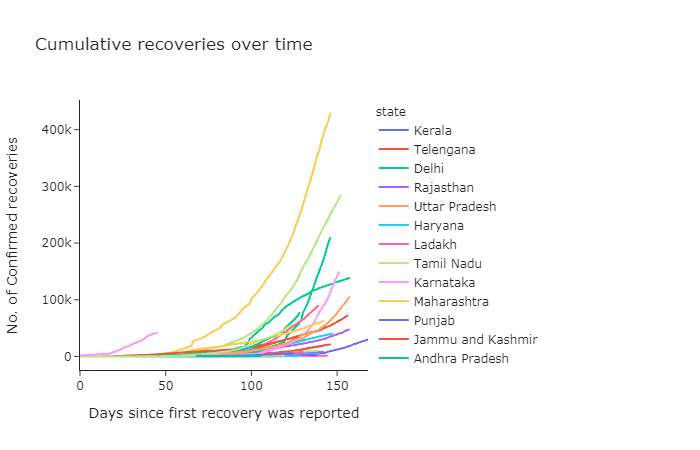 Cumulative recoveries over time
No. of Confirmed recoveries
400k
300k
200k
100k
0
0
50
100
150
Days since first recovery was reported
state
Kerala
Telengana
Delhi
Rajasthan
Uttar Pradesh
Haryana
Ladakh
Tamil Nadu
Karnataka
Maharashtra
Punjab
Jammu and Kashmir
Andhra Pradesh